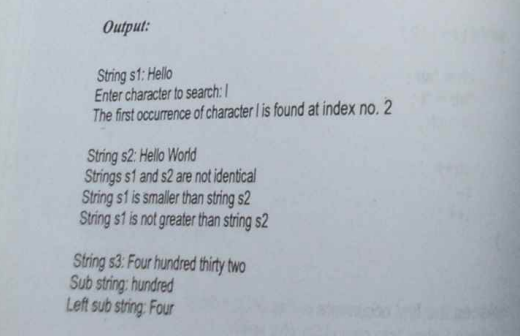 Output:
String s1: Hello
Enter character to search: l
The first occurrence of character l is found at index no. 2
String s2: Hello World
Strings s1 and s2 are not identical
String s1 is smaller than string s2
String s1 is not greater than string s2
String s3: Four hundred thirty two
Sub string: hundred
Left sub string: Four